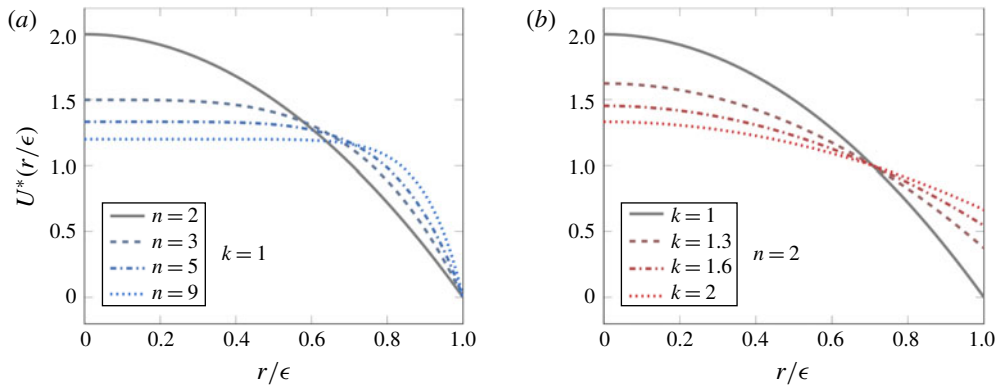 (a)
2.0
1.5
1.0
0.5
0
U*(r/ϵ)
n = 2
n = 3
n = 5
n = 9
k = 1
0 0.2 0.4 0.6 0.8 1.0
r/ϵ
(b)
2.0
1.5
1.0
0.5
0
k = 1
k = 1.3
k = 1.6
k = 2
n = 2
0 0.2 0.4 0.6 0.8 1.0
r/ϵ